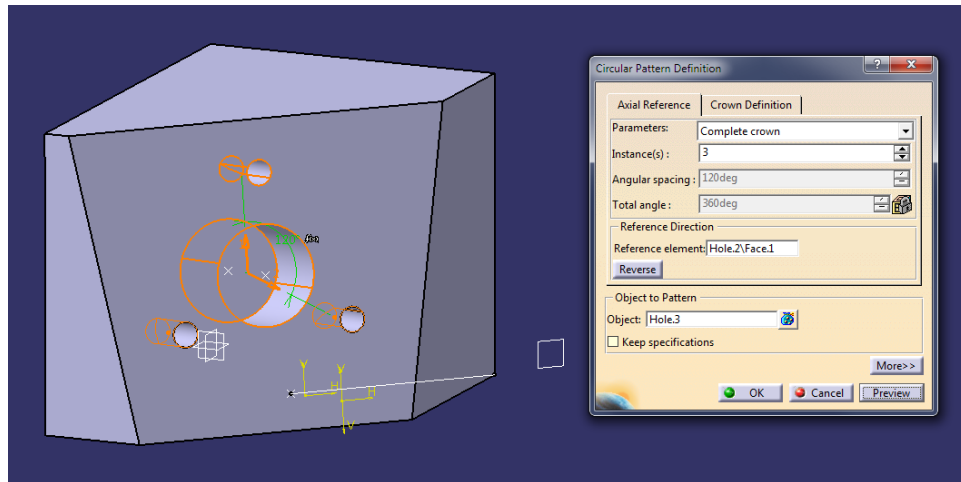 Circular Pattern Definition
Axial Reference
Crown Definition
Parameters:
Complete crown
Instance(s) :
3
Angular spacing :
120deg
Total angle :
360deg
Reference Direction
Reference element:
Hole.2\Face.1
Reverse
Object to Pattern
Object:
Hole.3
Keep specifications
More>>
OK
Cancel
Preview
V
V
H
H
V